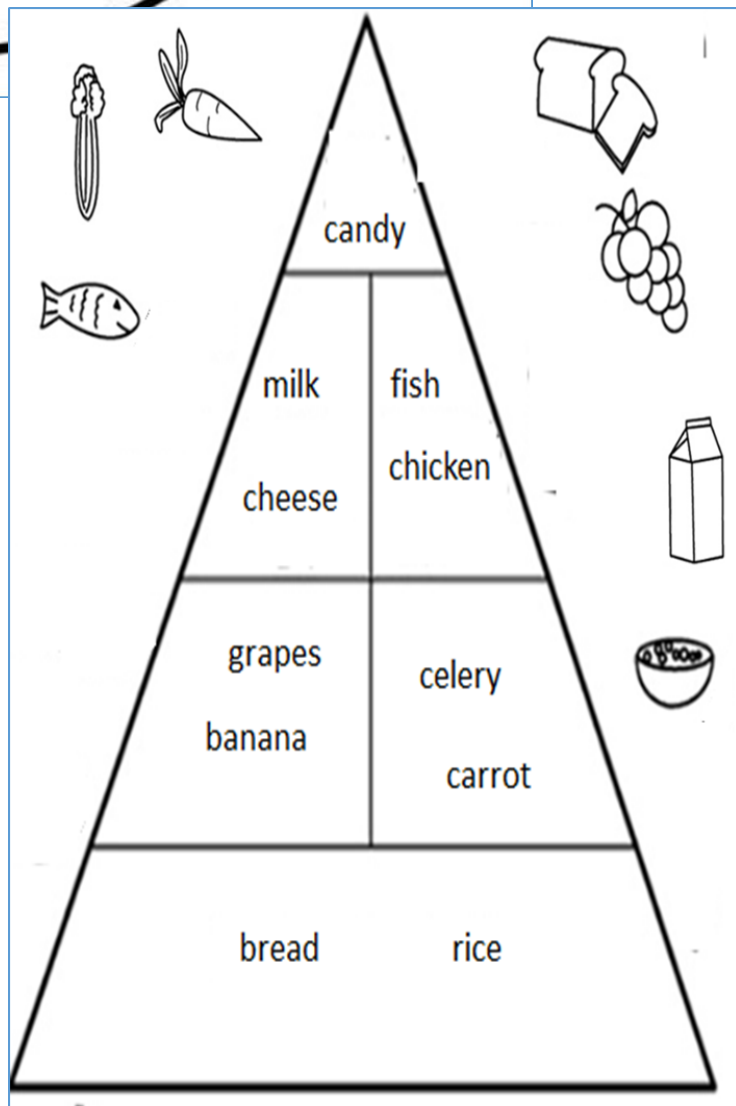 candy
milk fish
chicken
cheese
grapes
celery
banana
carrot
bread rice